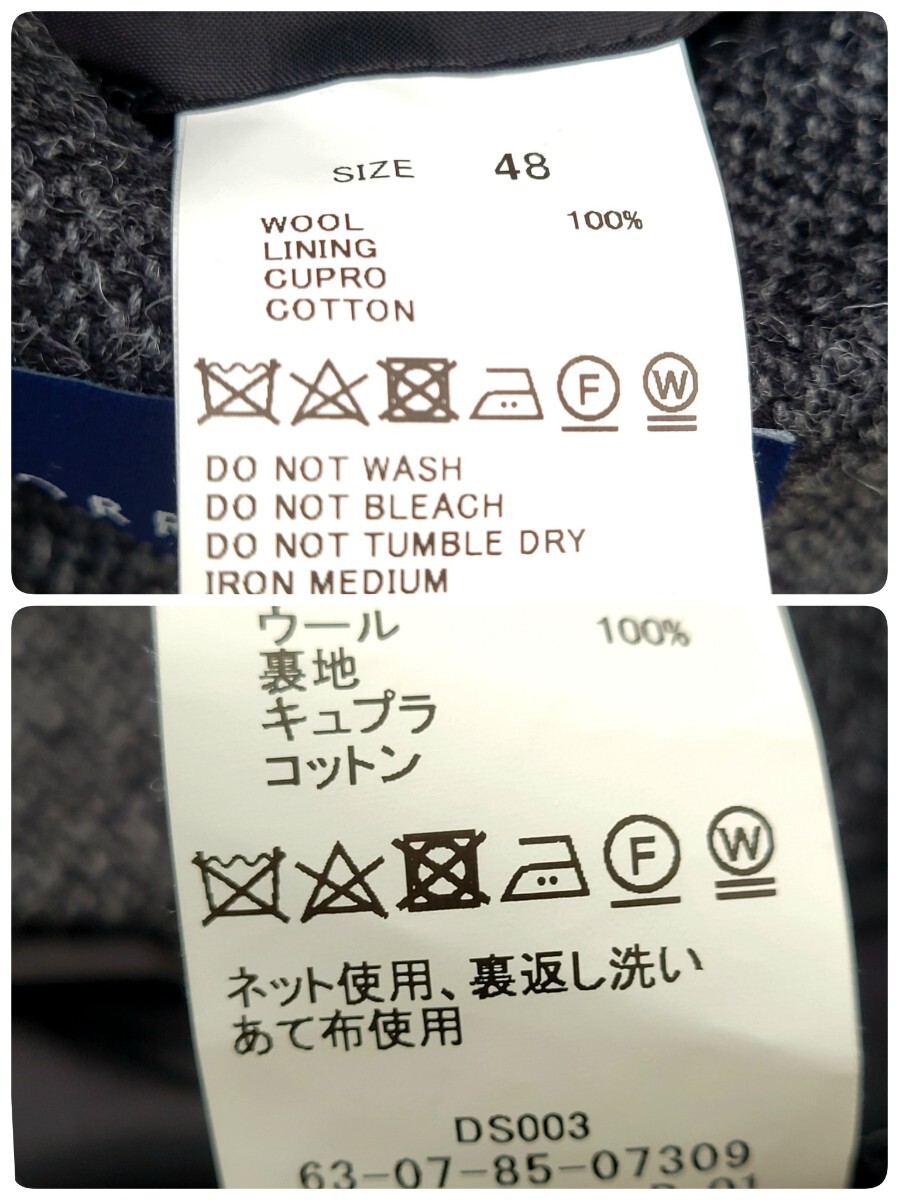 SIZE 48
WOOL 100%
LINING
CUPRO
COTTON
F W
DO NOT WASH
DO NOT BLEACH
DO NOT TUMBLE DRY
IRON MEDIUM
ウール 100%
裏地
キュプラ
コットン
F W
ネット使用、裏返し洗い
あて布使用
DS003
63-07-85-07309